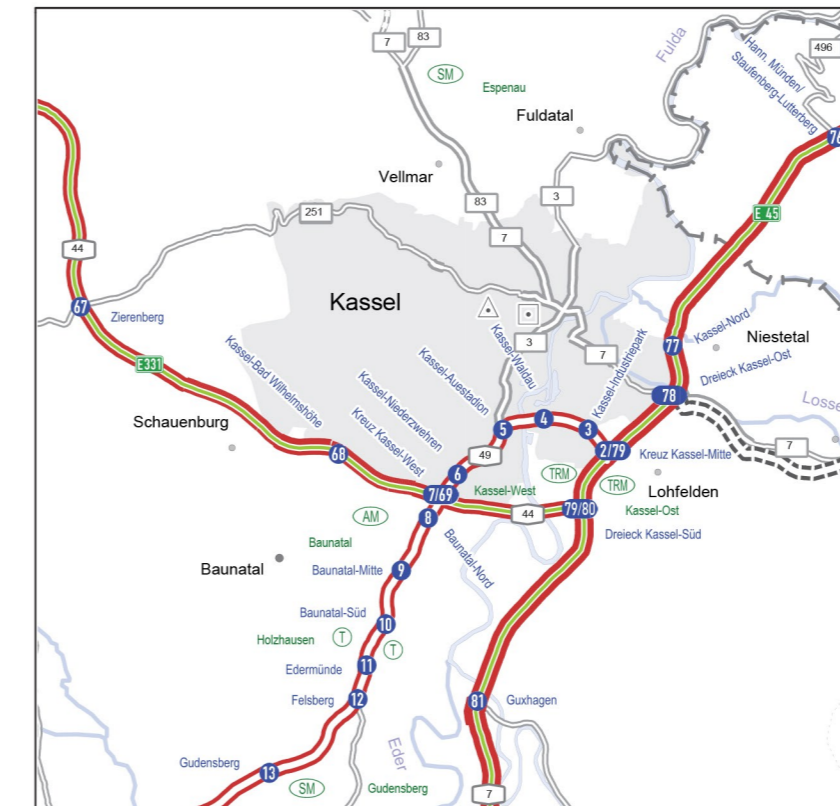 7
83
SM
Espenau
Fulda
Hann. Münden/
Staufenberg-Lutterberg
496
Fuldatal
Vellmar
76
83
3
E 45
251
7
44
Kassel
67
Zierenberg
3
Kassel-Waldau
7
Kassel-Industriepark
77
Kassel-Nord
Niestetal
E331
Kassel-Bad Wilhelmshöhe
Kassel-Auestadion
Kassel-Niederzwehren
Kreuz Kassel-West
Dreieck Kassel-Ost
78
Losse
Schauenburg
5
4
3
7
68
49
2/79
Kreuz Kassel-Mitte
6
TRM
TRM
Lohfelden
7/69
Kassel-West
79/80
Kassel-Ost
AM
8
44
Dreieck Kassel-Süd
Baunatal
Baunatal-Nord
Baunatal
Baunatal-Mitte
9
Baunatal-Süd
10
Holzhausen
T
T
Edermünde
11
Felsberg
12
81
Guxhagen
Eder
Gudensberg
13
SM
Gudensberg
7